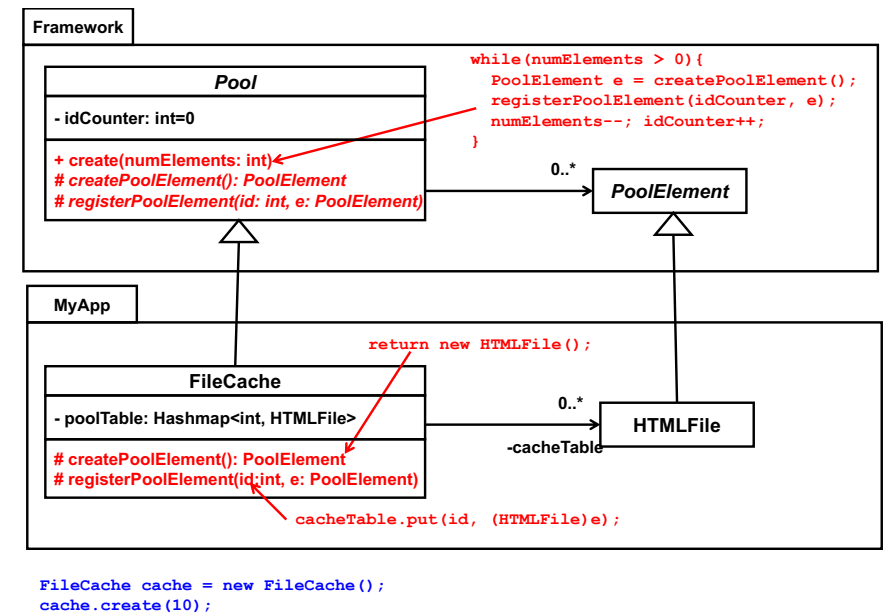 Framework
Pool
- idCounter: int=0
+ create(numElements: int)
# createPoolElement(): PoolElement
# registerPoolElement(id: int, e: PoolElement)
while(numElements > 0){
PoolElement e = createPoolElement();
registerPoolElement(idCounter, e);
numElements--; idCounter++;
}
0..*
PoolElement
MyApp
return new HTMLFile();
FileCache
- poolTable: Hashmap<int, HTMLFile>
# createPoolElement(): PoolElement
# registerPoolElement(id:int, e: PoolElement)
0..*
-cacheTable
HTMLFile
cacheTable.put(id, (HTMLFile)e);
FileCache cache = new FileCache();
cache.create(10);